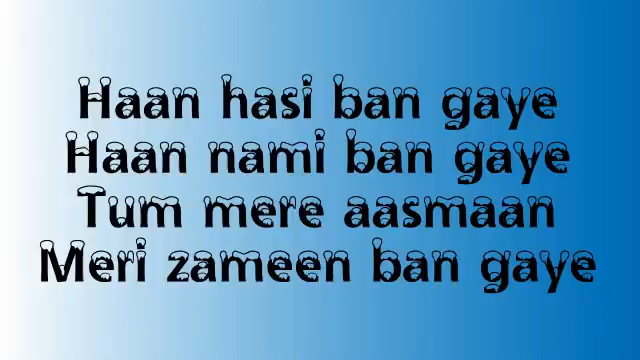 Haan hasi ban gaye
Haan nami ban gaye
Tum mere aasmaan
Meri zameen ban gaye